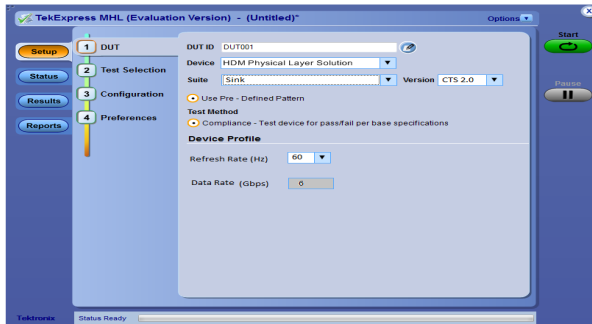 TekExpress MHL (Evaluation Version) - (Untitled)*
Options
x
Start
Setup
1 DUT
DUT ID DUT001
Device HDM Physical Layer Solution
2 Test Selection
Status
Suite Sink Version CTS 2.0
Pause
3 Configuration
Use Pre - Defined Pattern
Results
Test Method
4 Preferences
Compliance - Test device for pass/fail per base specifications
Reports
Device Profile
Refresh Rate (Hz) 60
Data Rate (Gbps) 6
Tektronix
Status Ready